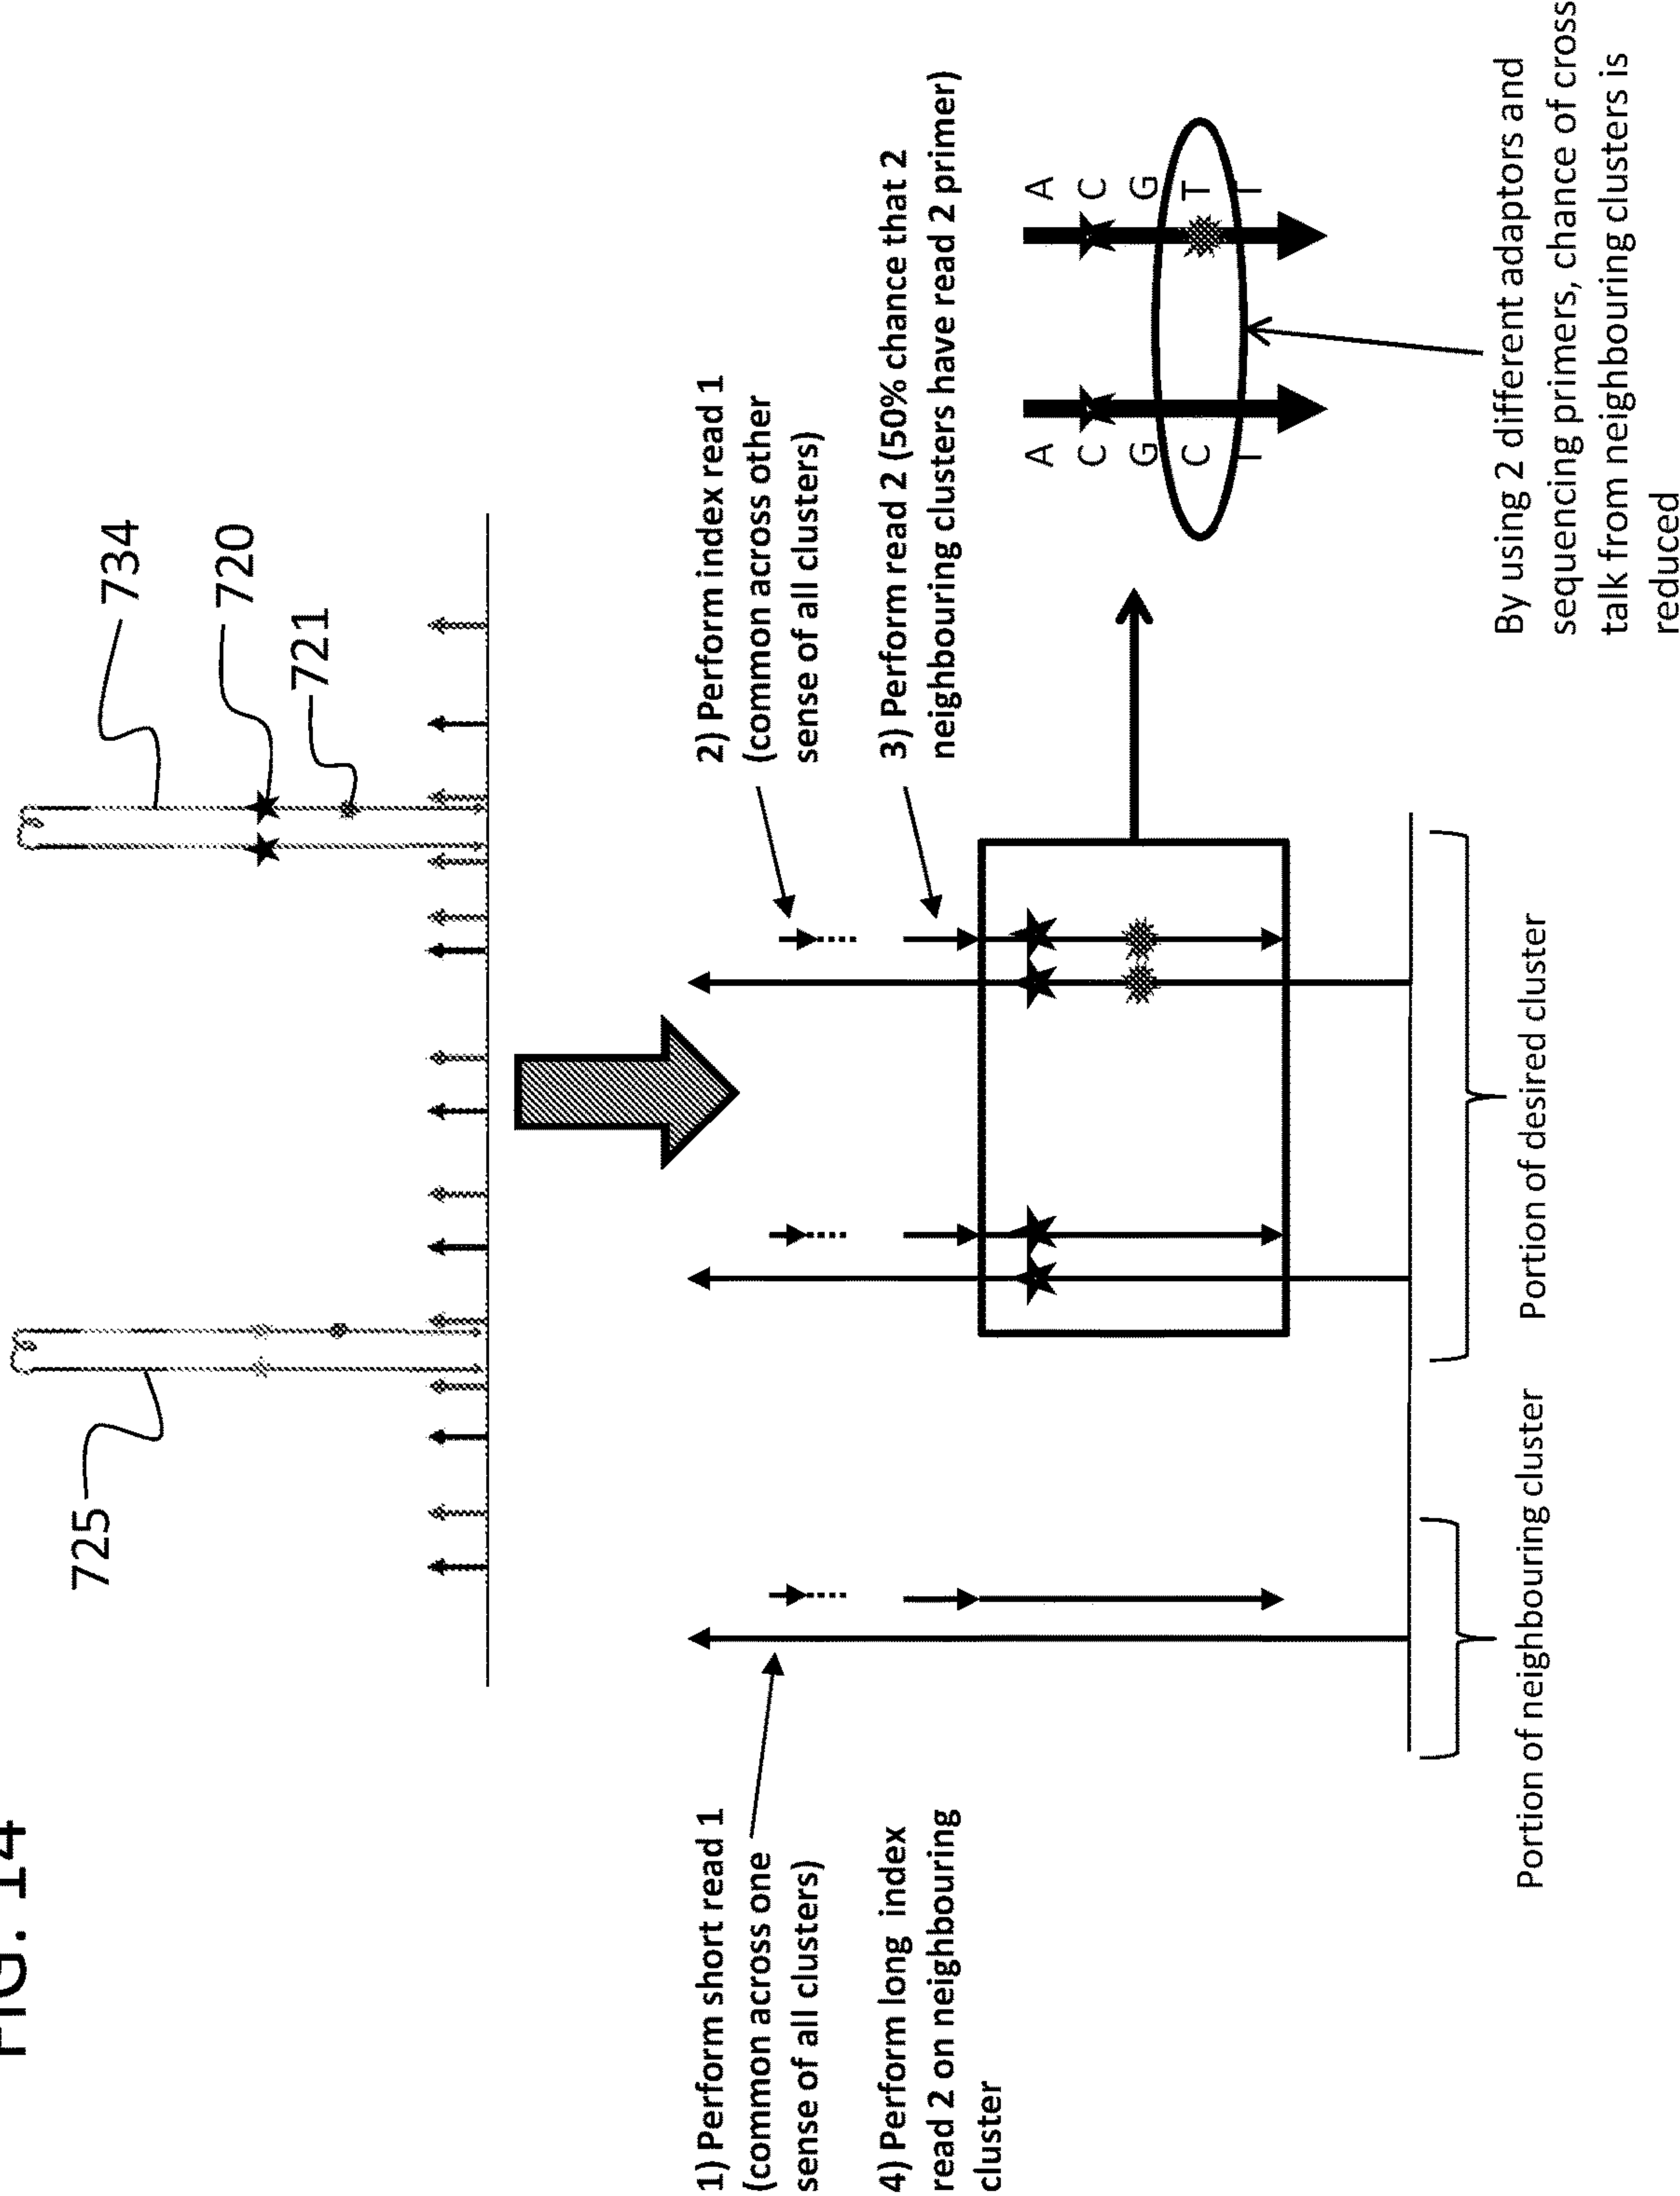 FIG. 14
725
734
720
721
1) Perform short read 1
(common across one
sense of all clusters)
4) Perform long index
read 2 on neighbouring
cluster
2) Perform index read 1
(common across other
sense of all clusters)
3) Perform read 2 (50% chance that 2
neighbouring clusters have read 2 primer)
A
C
G
C
T
A
C
G
T
T
Portion of neighbouring cluster
Portion of desired cluster
By using 2 different adaptors and
sequencing primers, chance of cross
talk from neighbouring clusters is
reduced